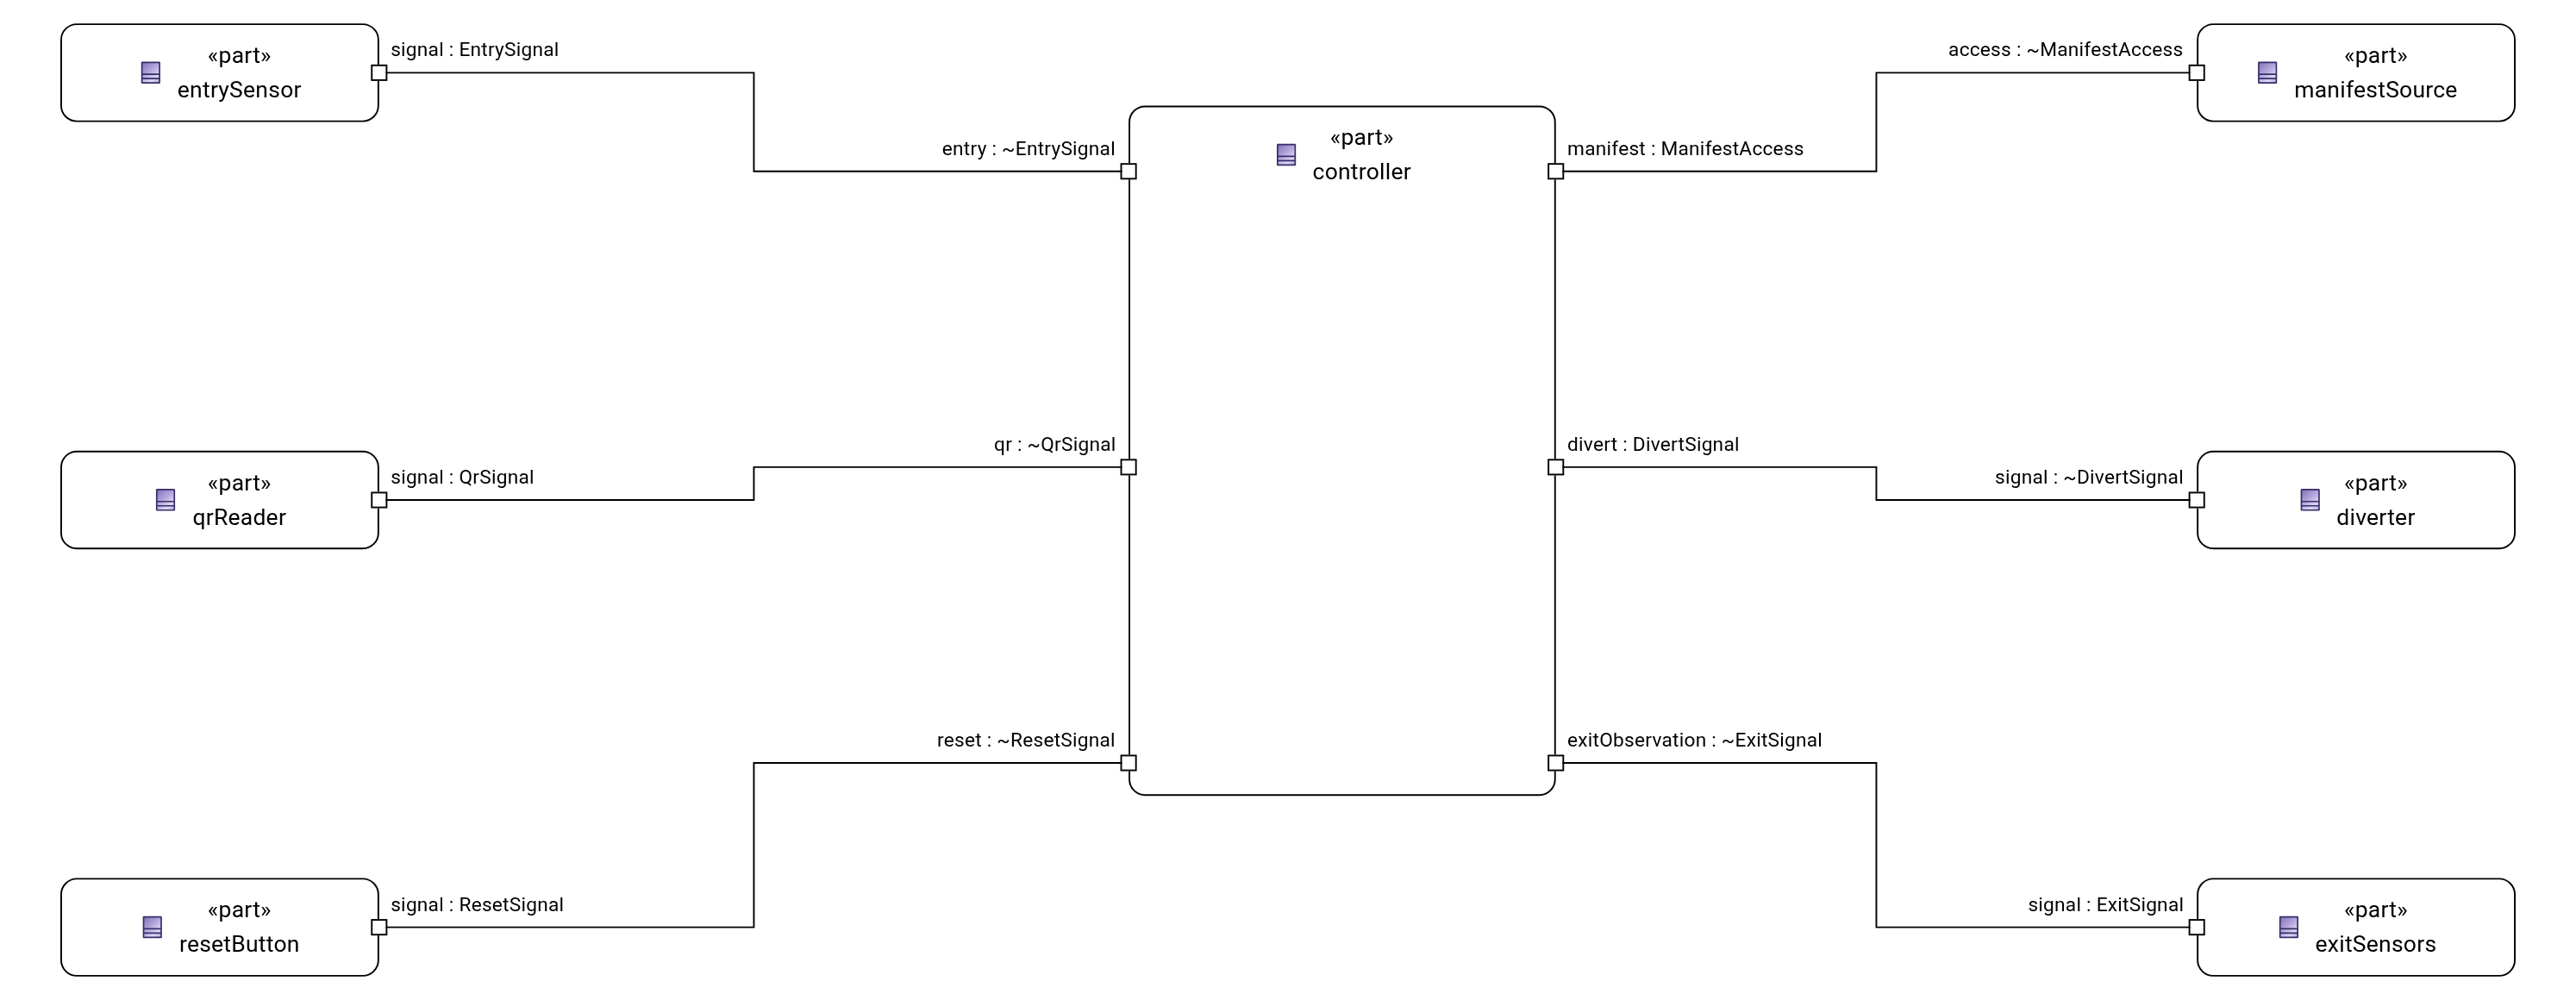 «part»
entrySensor
signal : EntrySignal
access : ~ManifestAccess
«part»
manifestSource
entry : ~EntrySignal
«part»
controller
manifest : ManifestAccess
«part»
qrReader
signal : QrSignal
qr : ~QrSignal
divert : DivertSignal
signal : ~DivertSignal
«part»
diverter
reset : ~ResetSignal
exitObservation : ~ExitSignal
«part»
resetButton
signal : ResetSignal
signal : ExitSignal
«part»
exitSensors